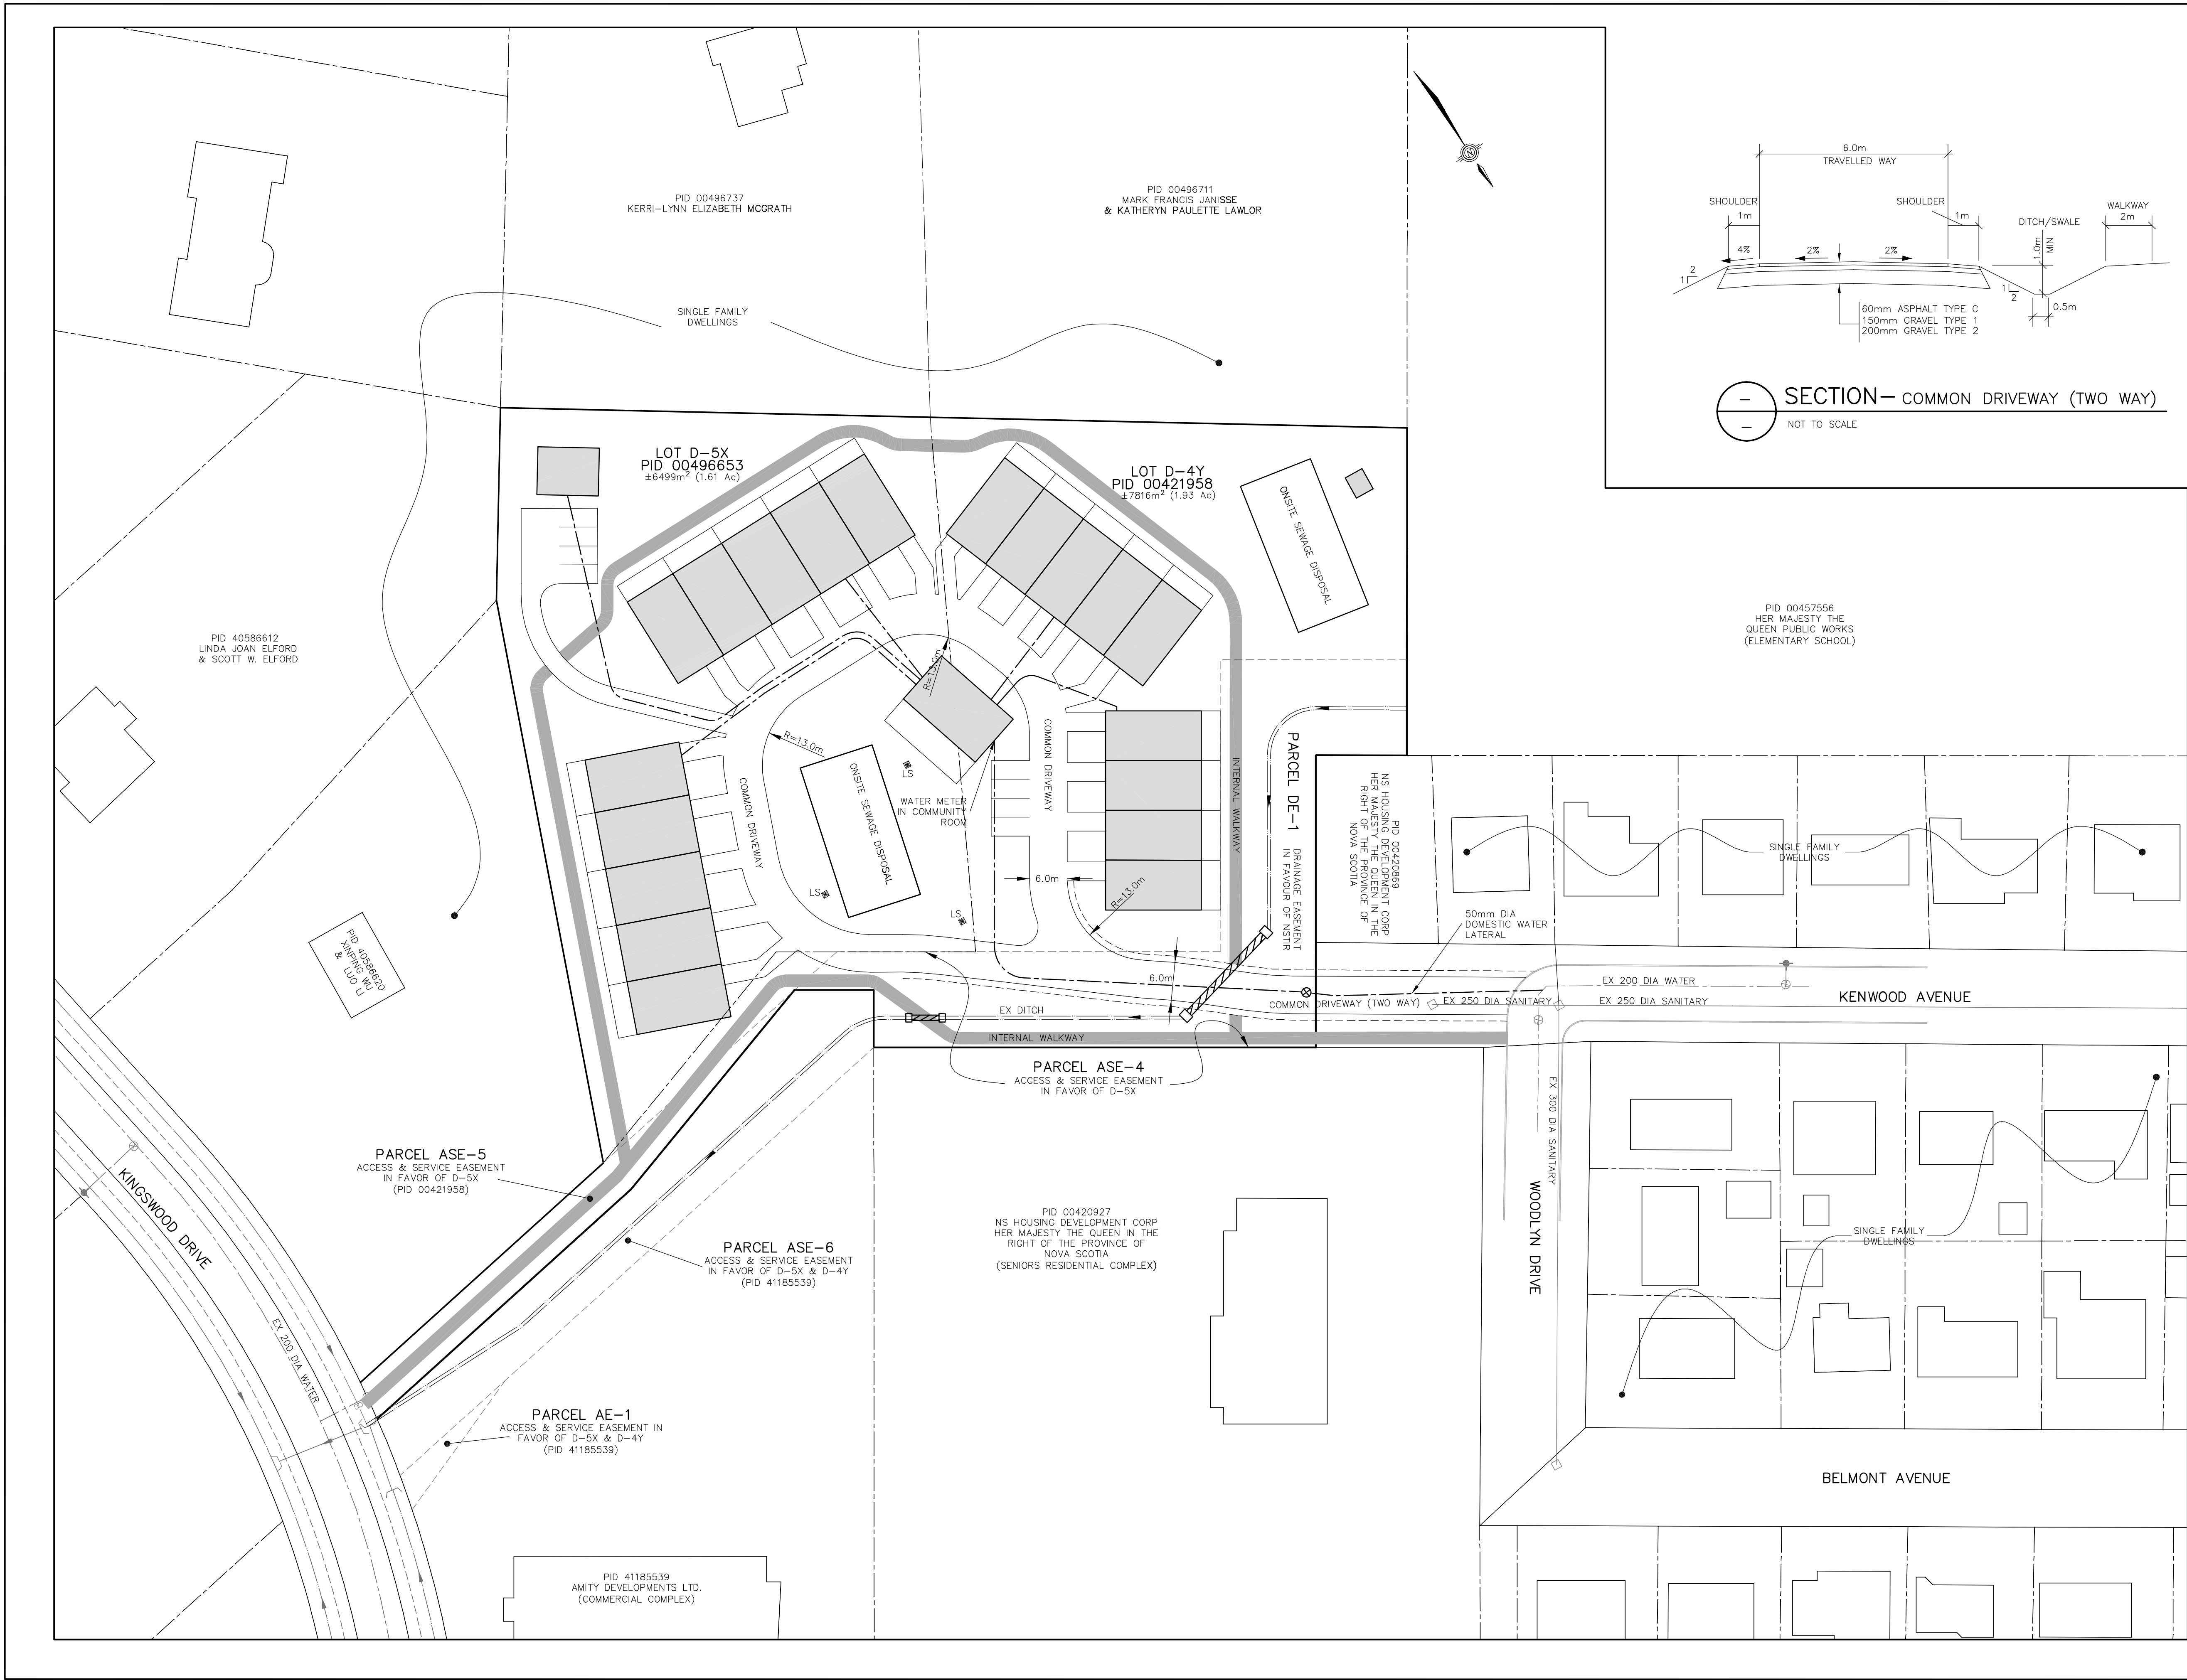 PID 00496737
KERRI-LYNN ELIZABETH MCGRATH
PID 00496711
MARK FRANCIS JANISSE
& KATHERYN PAULETTE LAWLOR
N
6.0m
TRAVELLED WAY
SHOULDER
1m
SHOULDER
1m
DITCH/SWALE
WALKWAY
2m
4%
2%
2%
1.0m
MIN
2
1
1
2
0.5m
60mm ASPHALT TYPE C
150mm GRAVEL TYPE 1
200mm GRAVEL TYPE 2
–
–
SECTION– COMMON DRIVEWAY (TWO WAY)
NOT TO SCALE
SINGLE FAMILY
DWELLINGS
LOT D-5X
PID 00496653
±6499m² (1.61 Ac)
LOT D-4Y
PID 00421958
±7816m² (1.93 Ac)
ONSITE SEWAGE DISPOSAL
PID 40586612
LINDA JOAN ELFORD
& SCOTT W. ELFORD
PID 00457556
HER MAJESTY THE
QUEEN PUBLIC WORKS
(ELEMENTARY SCHOOL)
R=13.0m
R=13.0m
COMMON DRIVEWAY
COMMON DRIVEWAY
ONSITE SEWAGE DISPOSAL
LS
LS
LS
WATER METER
IN COMMUNITY
ROOM
6.0m
R=13.0m
INTERNAL WALKWAY
PARCEL DE-1
DRAINAGE EASEMENT
IN FAVOUR OF NSTIR
PID 00420869
NS HOUSING DEVELOPMENT CORP
HER MAJESTY THE QUEEN IN THE
RIGHT OF THE PROVINCE OF
NOVA SCOTIA
SINGLE FAMILY
DWELLINGS
50mm DIA
DOMESTIC WATER
LATERAL
PID 40586620
XINPING WU
& LUO LI
6.0m
EX DITCH
COMMON DRIVEWAY (TWO WAY)
EX 250 DIA SANITARY
EX 200 DIA WATER
EX 250 DIA SANITARY
KENWOOD AVENUE
INTERNAL WALKWAY
PARCEL ASE-4
ACCESS & SERVICE EASEMENT
IN FAVOR OF D-5X
EX 300 DIA SANITARY
WOODLYN DRIVE
PARCEL ASE-5
ACCESS & SERVICE EASEMENT
IN FAVOR OF D-5X
(PID 00421958)
KINGSWOOD DRIVE
EX 200 DIA WATER
PARCEL ASE-6
ACCESS & SERVICE EASEMENT
IN FAVOR OF D-5X & D-4Y
(PID 41185539)
PID 00420927
NS HOUSING DEVELOPMENT CORP
HER MAJESTY THE QUEEN IN THE
RIGHT OF THE PROVINCE OF
NOVA SCOTIA
(SENIORS RESIDENTIAL COMPLEX)
SINGLE FAMILY
DWELLINGS
PARCEL AE-1
ACCESS & SERVICE EASEMENT IN
FAVOR OF D-5X & D-4Y
(PID 41185539)
BELMONT AVENUE
PID 41185539
AMITY DEVELOPMENTS LTD.
(COMMERCIAL COMPLEX)